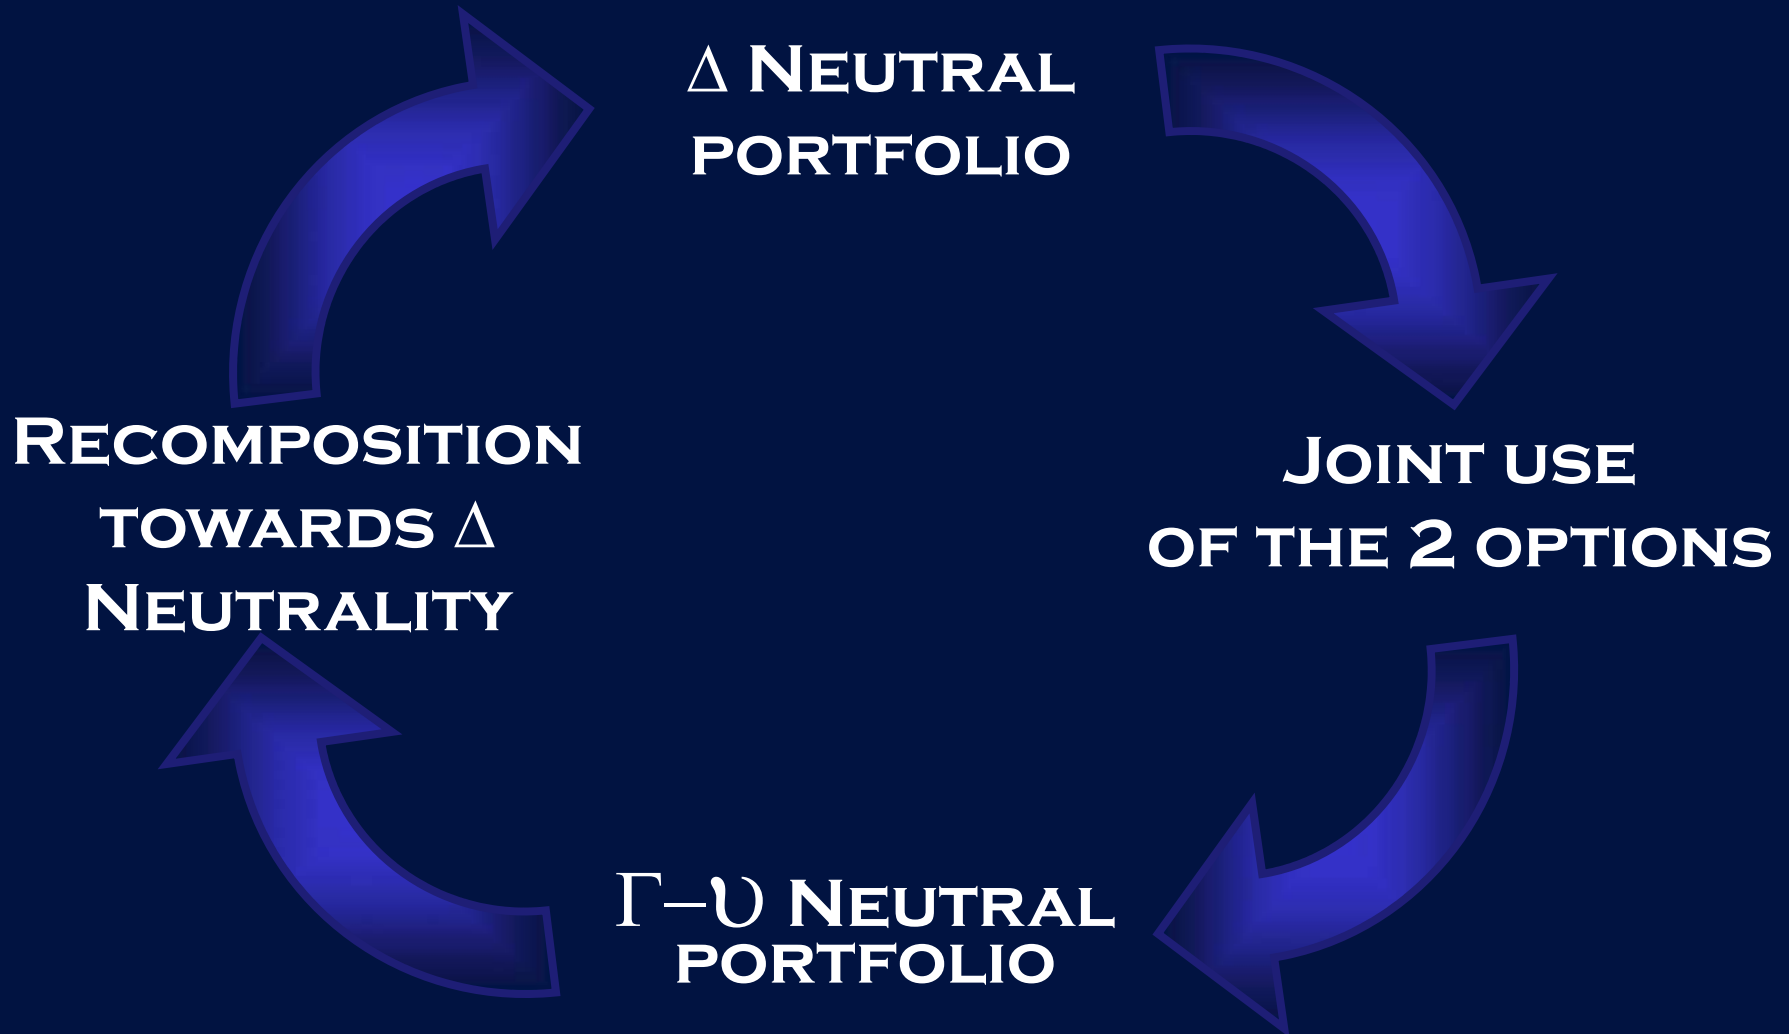 Δ Neutral
portfolio
Recomposition
towards Δ
Neutrality
Joint use
of the 2 options
Γ–υ Neutral
portfolio